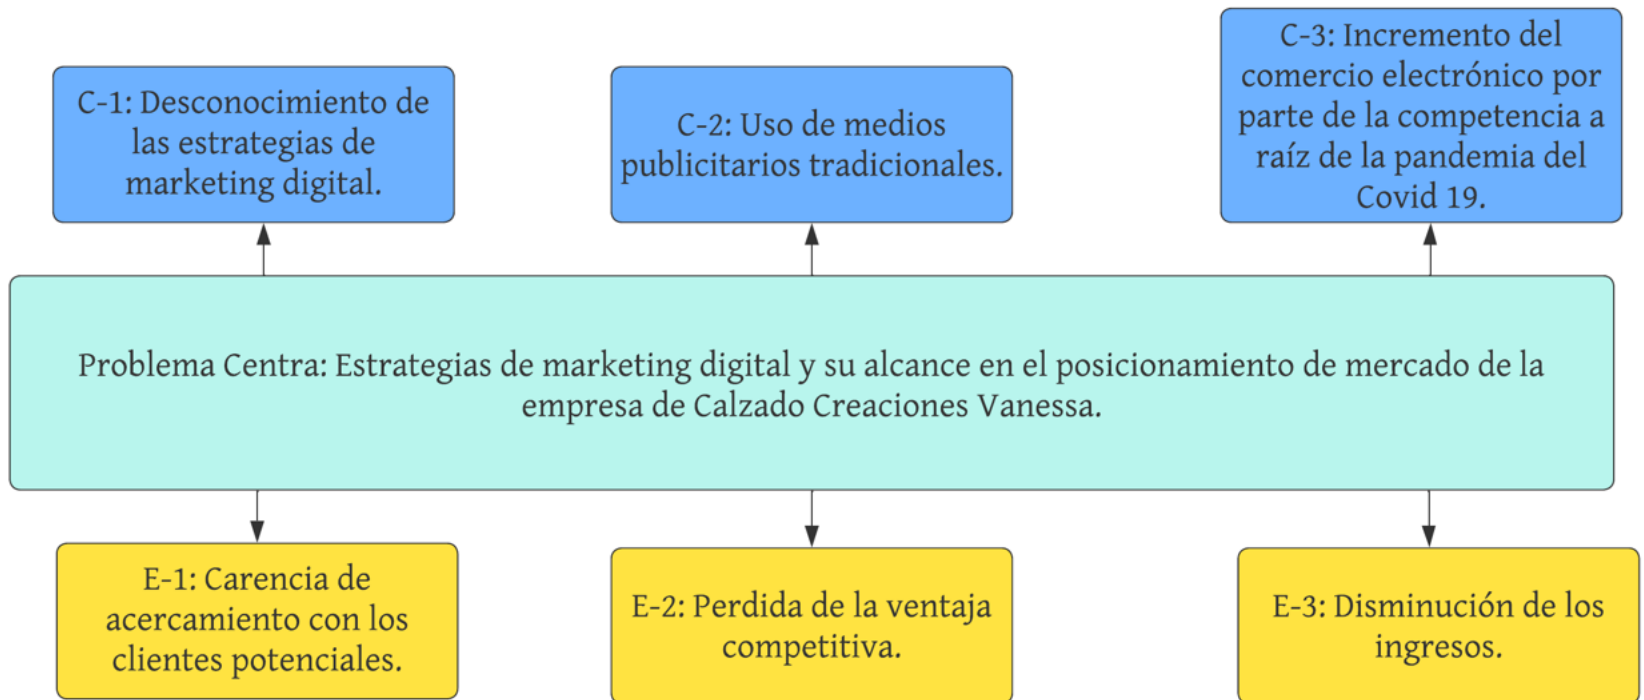 C-1: Desconocimiento de
las estrategias de
marketing digital.
C-2: Uso de medios
publicitarios tradicionales.
C-3: Incremento del
comercio electrónico por
parte de la competencia a
raíz de la pandemia del
Covid 19.
Problema Centra: Estrategias de marketing digital y su alcance en el posicionamiento de mercado de la
empresa de Calzado Creaciones Vanessa.
E-1: Carencia de
acercamiento con los
clientes potenciales.
E-2: Perdida de la ventaja
competitiva.
E-3: Disminución de los
ingresos.